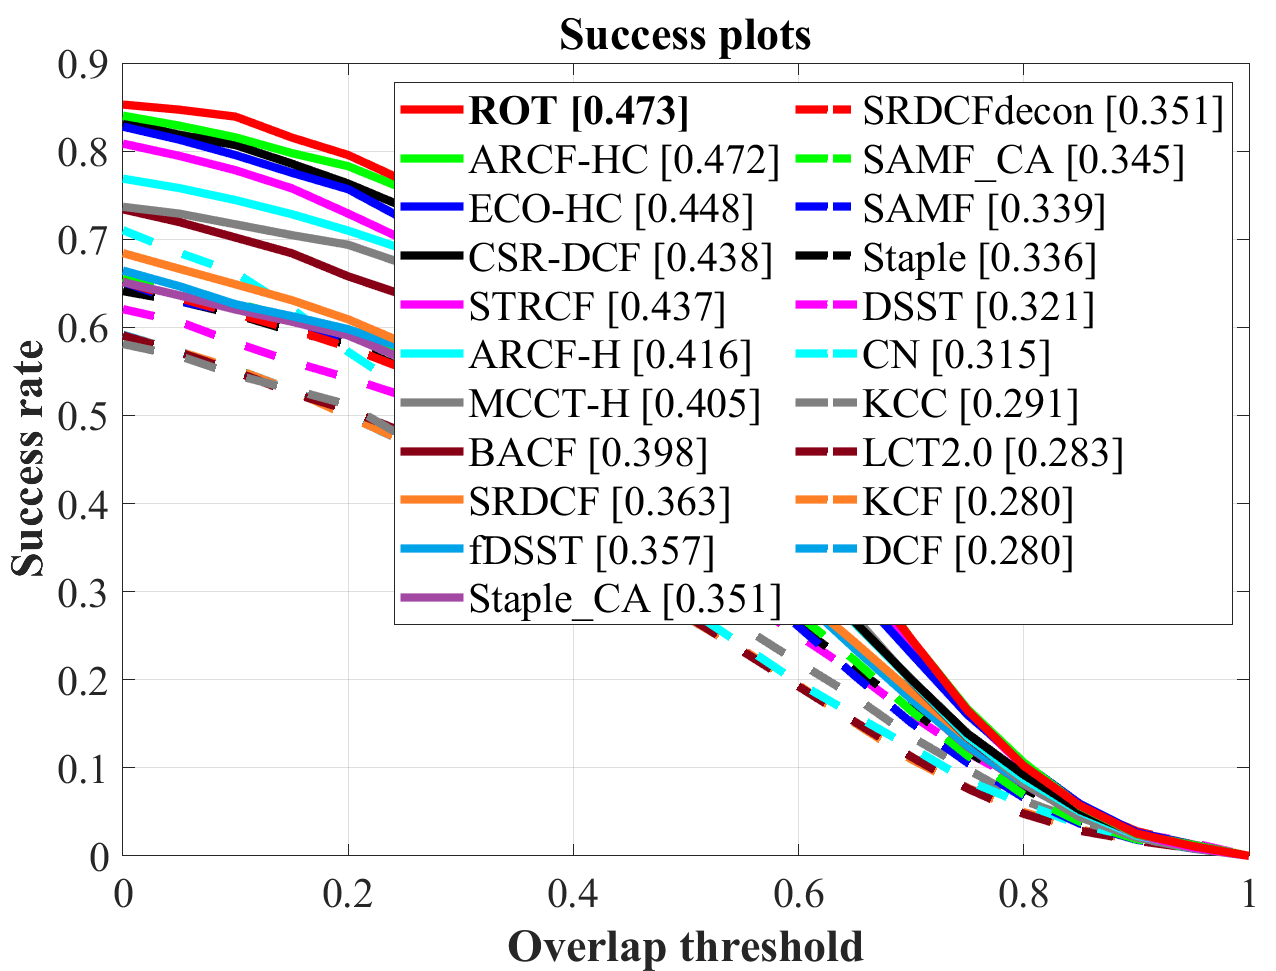 Success plots
0.9
0.8
0.7
0.6
0.5
0.4
0.3
0.2
0.1
0
Success rate
ROT [0.473]
ARCF-HC [0.472]
ECO-HC [0.448]
CSR-DCF [0.438]
STRCF [0.437]
ARCF-H [0.416]
MCCT-H [0.405]
BACF [0.398]
SRDCF [0.363]
fDSST [0.357]
Staple_CA [0.351]
SRDCFdecon [0.351]
SAMF_CA [0.345]
SAMF [0.339]
Staple [0.336]
DSST [0.321]
CN [0.315]
KCC [0.291]
LCT2.0 [0.283]
KCF [0.280]
DCF [0.280]
0 0.2 0.4 0.6 0.8 1
Overlap threshold